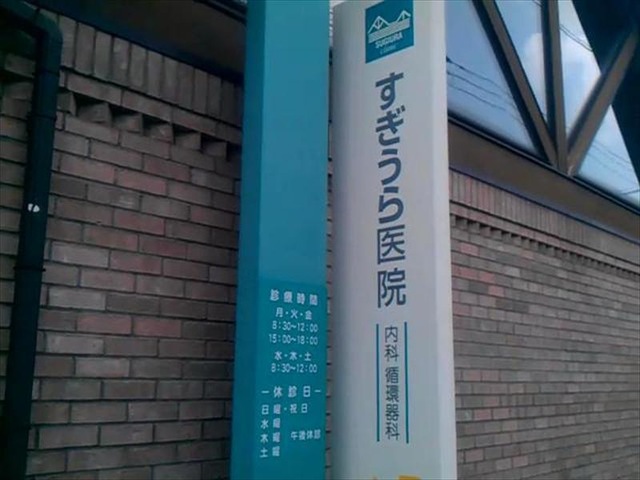 SUGIURA
すぎうら医院
内科 循環器科
診療時間
月・火・金
8:30〜12:00
15:00〜18:00
水・木・土
8:30〜12:00
ー休診日ー
日曜・祝日
水曜
木曜 午後休診
土曜